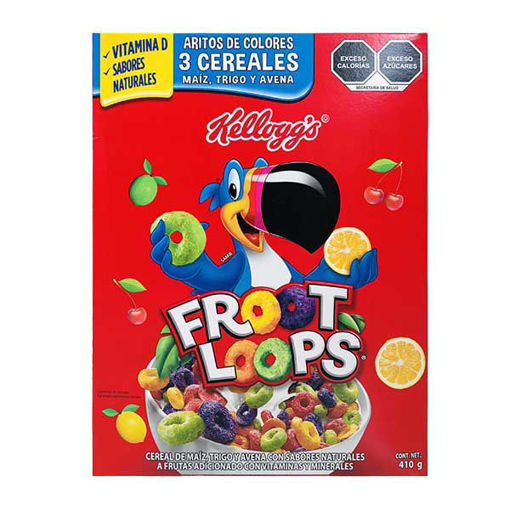 ✓ VITAMINA D
✓ SABORES
NATURALES
ARITOS DE COLORES
3 CEREALES
MAÍZ, TRIGO Y AVENA
EXCESO
CALORÍAS
EXCESO
AZÚCARES
SECRETARÍA DE SALUD
Kellogg's®
SAM®
FROOT
LOOPS®
CEREAL DE MAÍZ, TRIGO Y AVENA CON SABORES NATURALES
A FRUTAS ADICIONADO CON VITAMINAS Y MINERALES
CONT. NET.
410 g